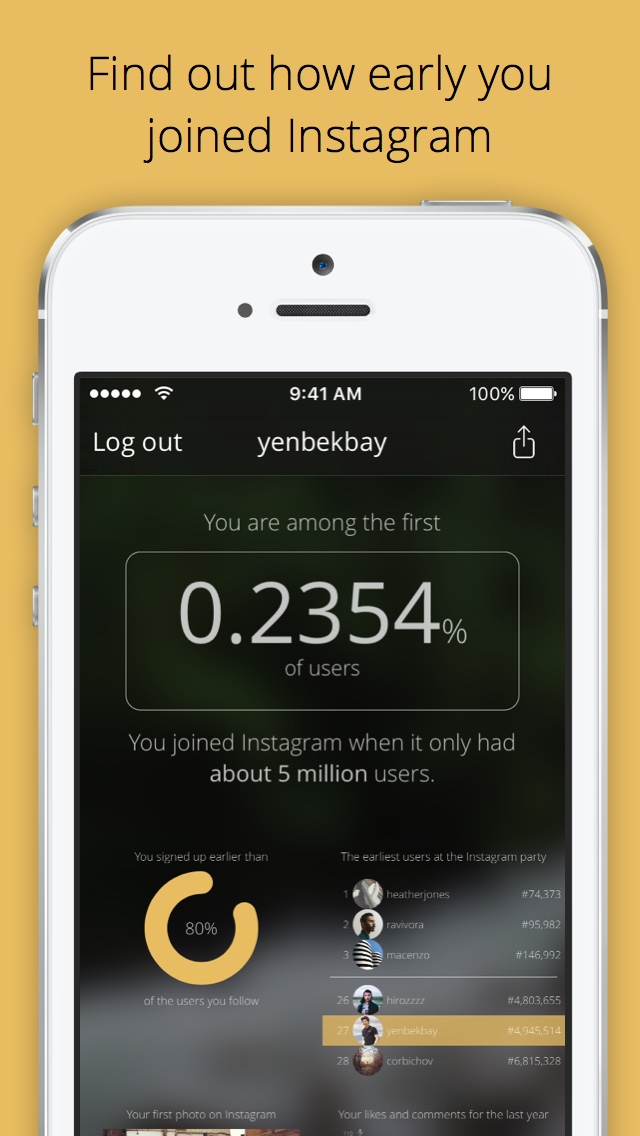 Find out how early you
joined Instagram
9:41 AM
100%
Log out
yenbekbay
You are among the first
0.2354%
of users
You joined Instagram when it only had
about 5 million users.
You signed up earlier than
80%
of the users you follow
The earliest users at the Instagram party
1 heatherjones #74,373
2 ravivora #95,982
3 macenzo #146,992
26 hirozzzz #4,803,655
27 yenbekbay #4,945,514
28 corbichov #6,815,328
Your first photo on Instagram
Your likes and comments for the last year